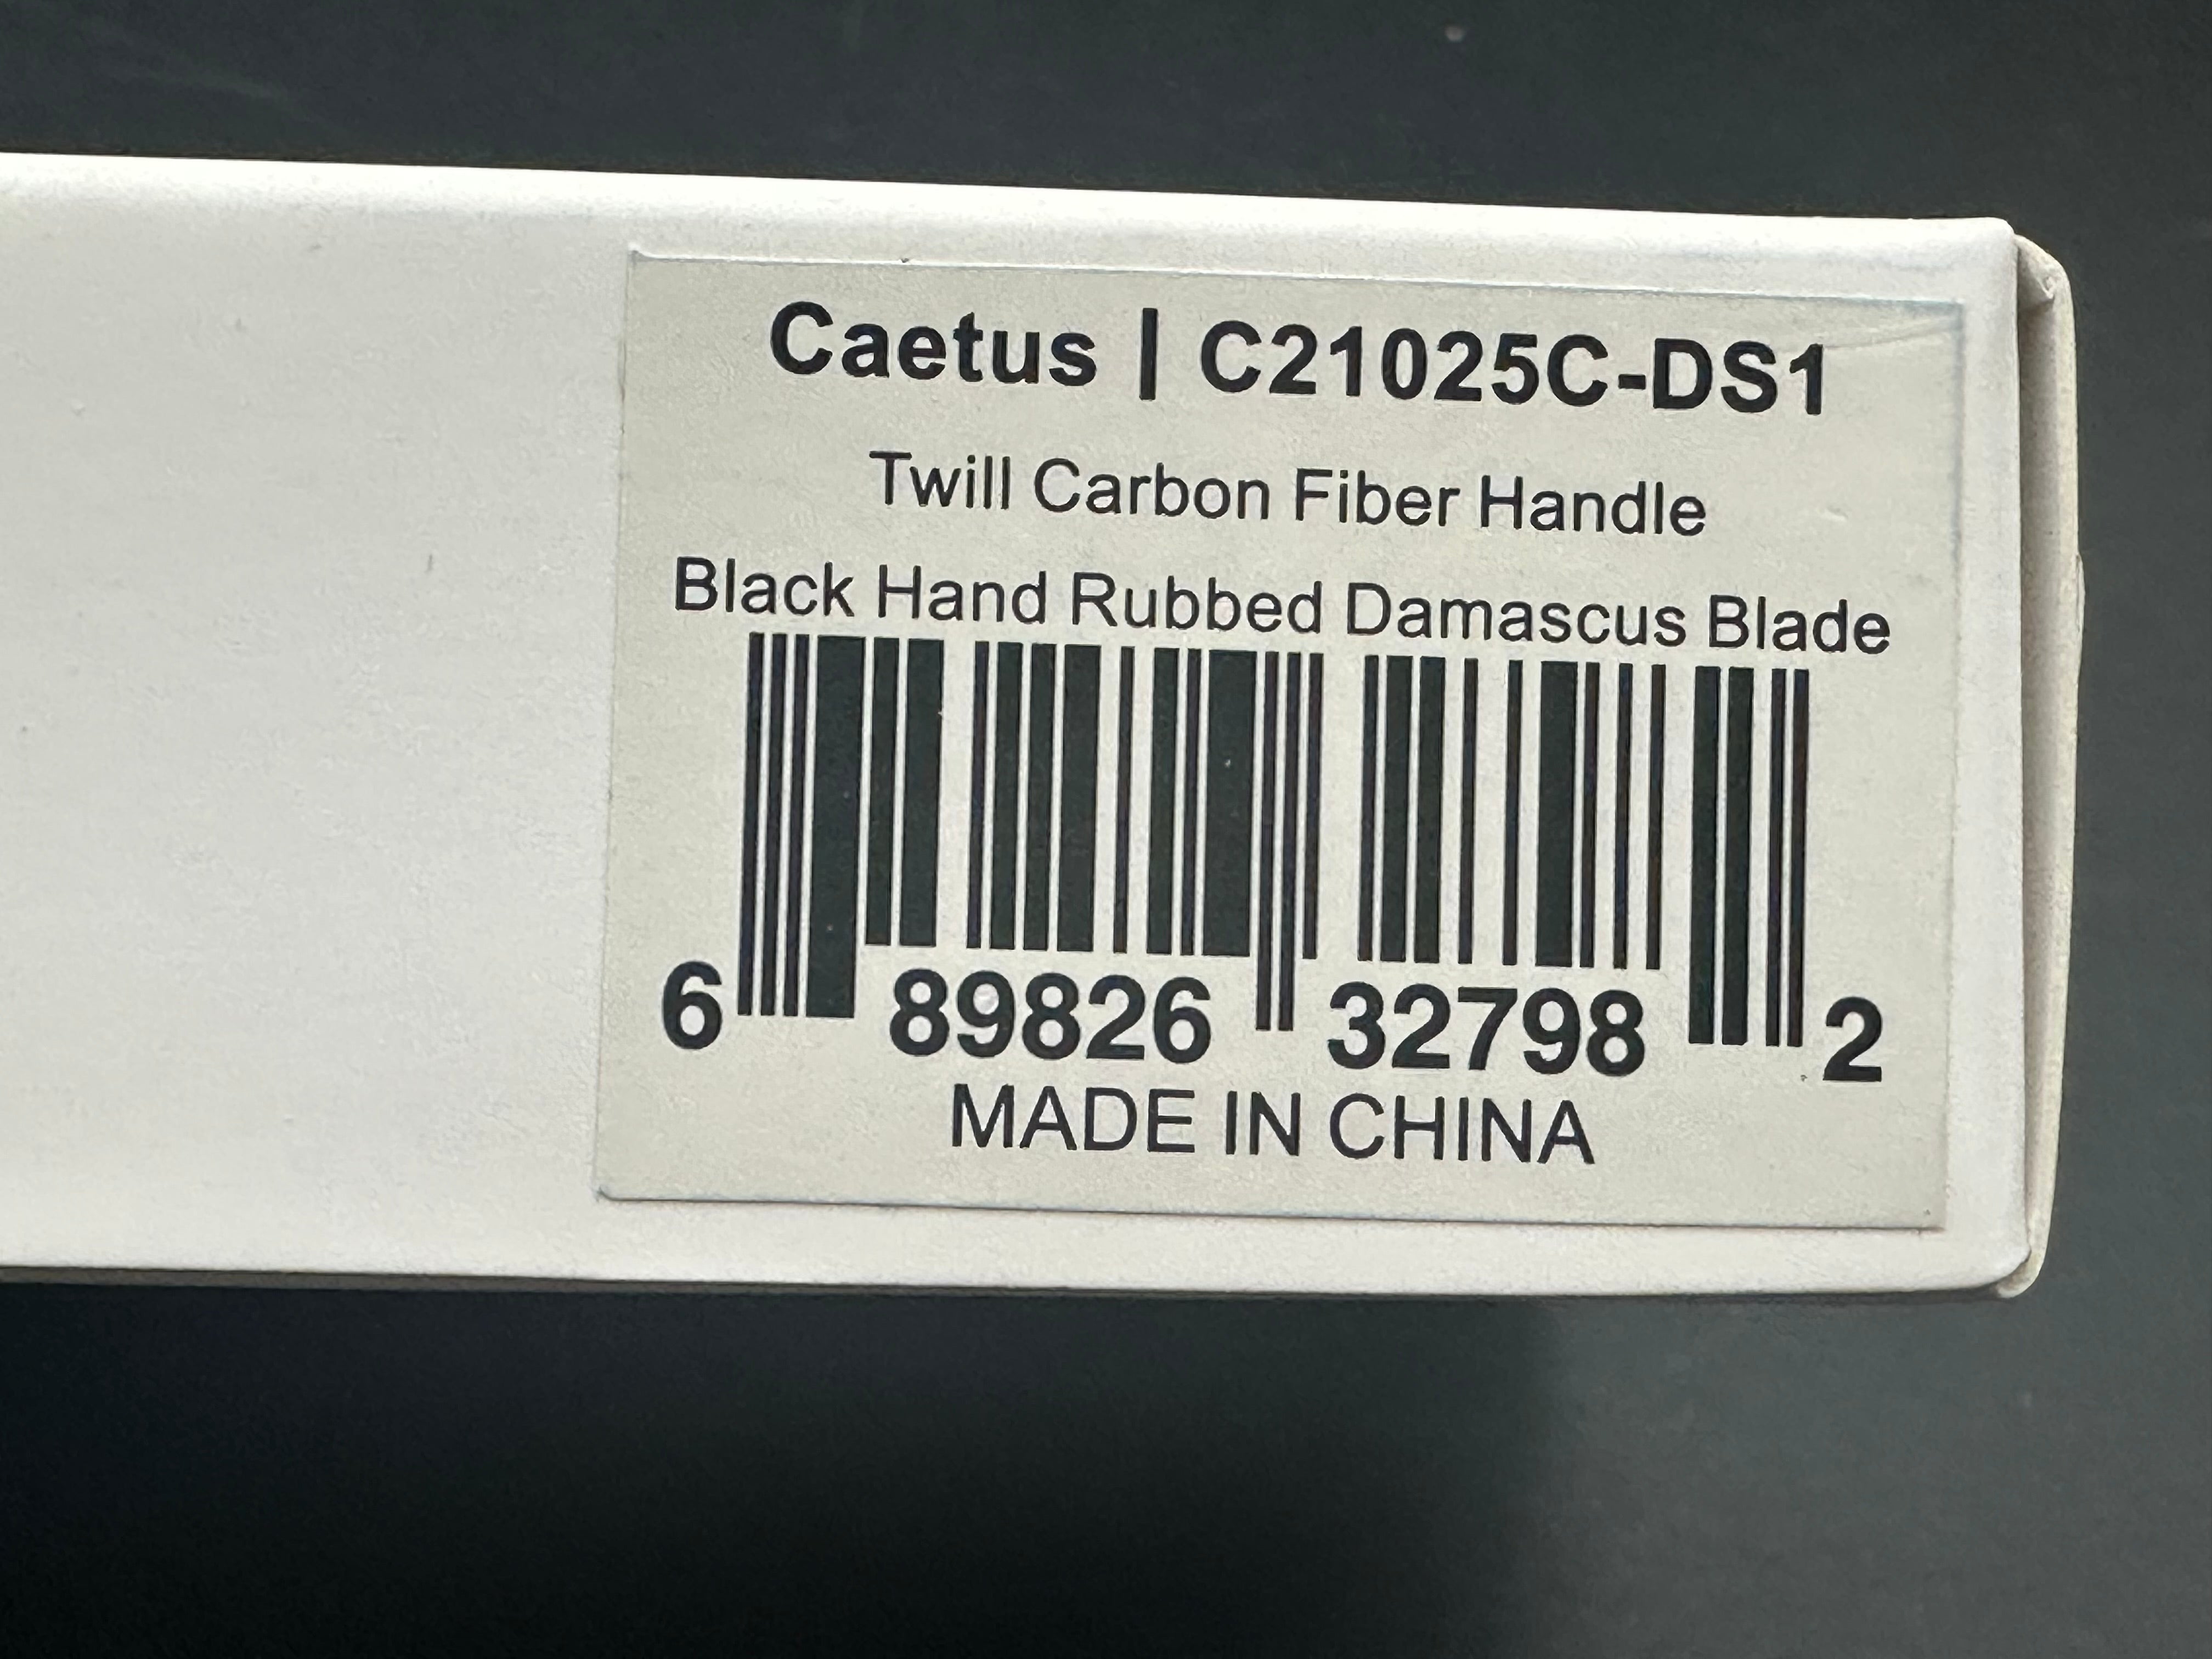 Caetus | C21025C-DS1
Twill Carbon Fiber Handle
Black Hand Rubbed Damascus Blade
6 89826 32798 2
MADE IN CHINA